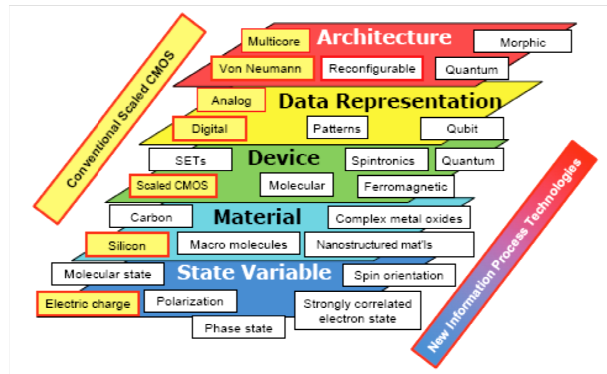 Conventional Scaled CMOS
Architecture
Multicore
Morphic
Von Neumann
Reconfigurable
Quantum
Analog
Data Representation
Digital
Patterns
Qubit
SETs
Device
Spintronics
Quantum
Scaled CMOS
Molecular
Ferromagnetic
Carbon
Material
Complex metal oxides
Silicon
Macro molecules
Nanostructured mat'ls
Molecular state
State Variable
Spin orientation
Electric charge
Polarization
Strongly correlated
electron state
Phase state
New Information Process Technologies